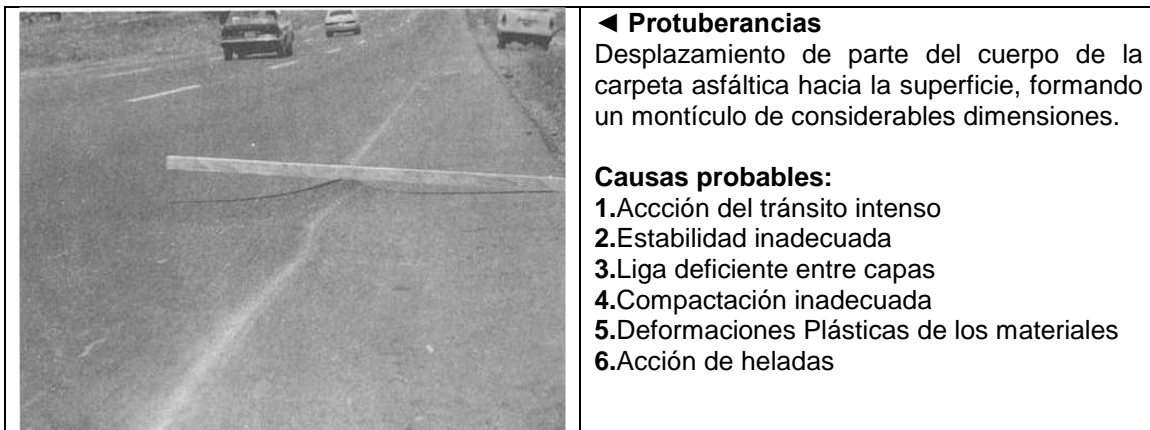 ◄ Protuberancias
Desplazamiento de parte del cuerpo de la
carpeta asfáltica hacia la superficie, formando
un montículo de considerables dimensiones.
Causas probables:
1.Accción del tránsito intenso
2.Estabilidad inadecuada
3.Liga deficiente entre capas
4.Compactación inadecuada
5.Deformaciones Plásticas de los materiales
6.Acción de heladas